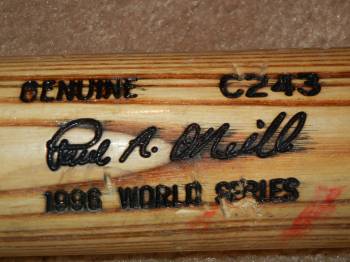 GENUINE C243
Paul A. O'Neill
1996 WORLD SERIES